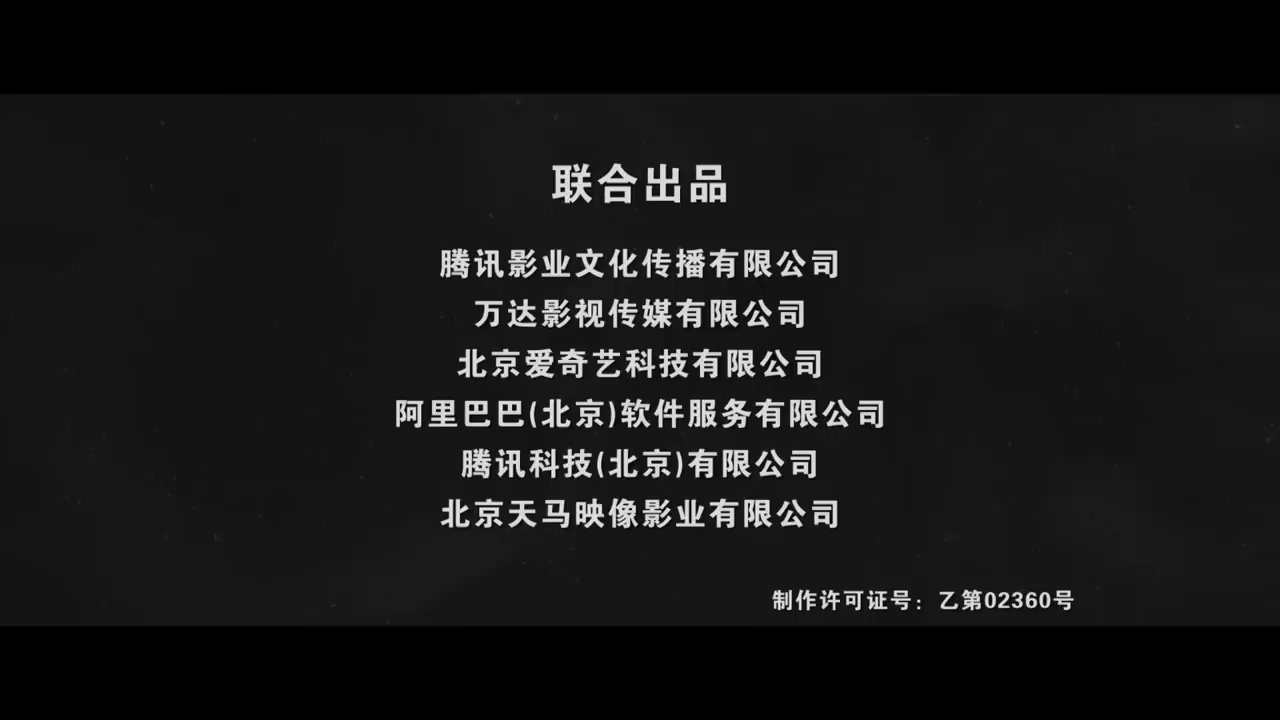 联合出品
腾讯影业文化传播有限公司
万达影视传媒有限公司
北京爱奇艺科技有限公司
阿里巴巴(北京)软件服务有限公司
腾讯科技(北京)有限公司
北京天马映像影业有限公司
制作许可证号：乙第02360号